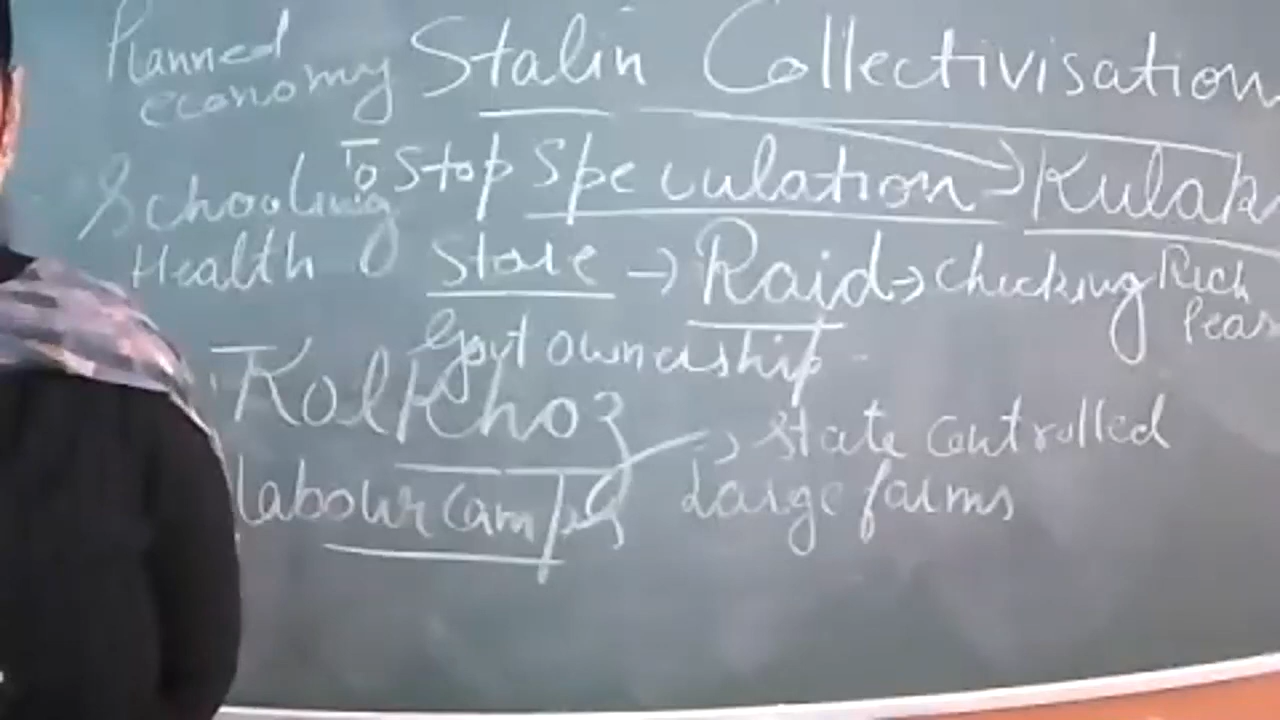 Planned economy Stalin Collectivisation
To Stop Speculation → Kulak
Schooling
Health
Store → Raid → Checking Rich
Govt ownership
Kolkhoz → State controlled
Large farms
labour camps